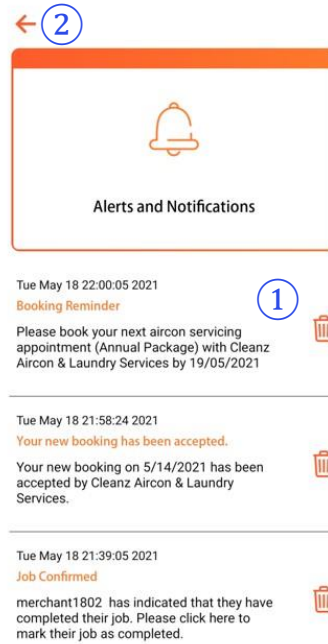 ②
Alerts and Notifications
Tue May 18 22:00:05 2021
①
Booking Reminder
Please book your next aircon servicing
appointment (Annual Package) with Cleanz
Aircon & Laundry Services by 19/05/2021
Tue May 18 21:58:24 2021
Your new booking has been accepted.
Your new booking on 5/14/2021 has been
accepted by Cleanz Aircon & Laundry
Services.
Tue May 18 21:39:05 2021
Job Confirmed
merchant1802  has indicated that they have
completed their job. Please click here to
mark their job as completed.